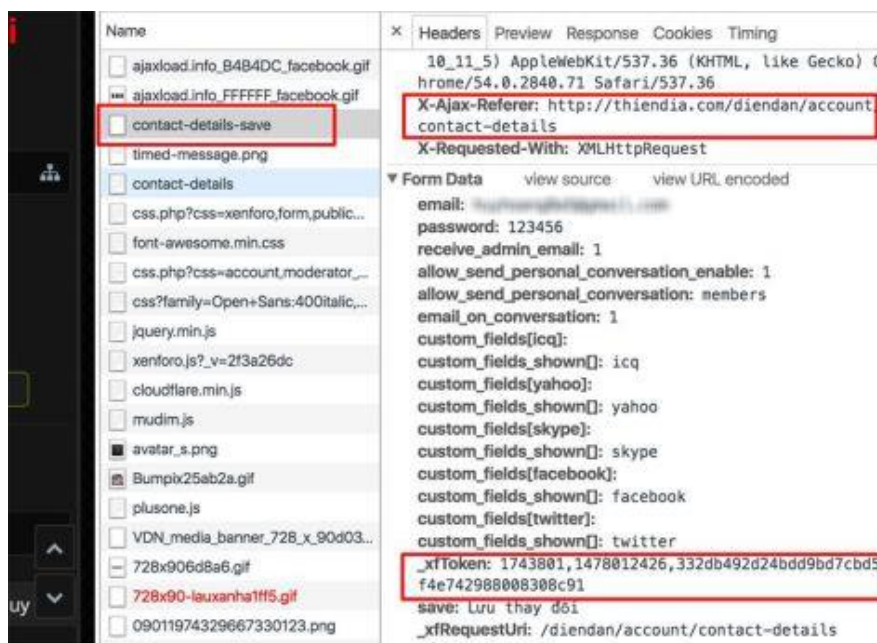 i
uy
Name
ajaxload.info_B4B4DC_facebook.gif
ajaxload.info_FFFFFF_facebook.gif
contact-details-save
timed-message.png
contact-details
css.php?css=xenforo,form,public...
font-awesome.min.css
css.php?css=account,moderator_...
css?family=Open+Sans:400italic,...
jquery.min.js
xenforo.js?_v=2f3a26dc
cloudflare.min.js
mudim.js
avatar_s.png
Bumpix25ab2a.gif
plusone.js
VDN_media_banner_728_x_90d03...
728x906d8a6.gif
728x90-lauxanha1ff5.gif
09011974329667330123.png
× Headers Preview Response Cookies Timing
10_11_5) AppleWebKit/537.36 (KHTML, like Gecko) C
hrome/54.0.2840.71 Safari/537.36
X-Ajax-Referer: http://thiendia.com/diendan/account/
contact-details
X-Requested-With: XMLHttpRequest
▼ Form Data view source view URL encoded
email:
password: 123456
receive_admin_email: 1
allow_send_personal_conversation_enable: 1
allow_send_personal_conversation: members
email_on_conversation: 1
custom_fields[icq]:
custom_fields_shown[]: icq
custom_fields[yahoo]:
custom_fields_shown[]: yahoo
custom_fields[skype]:
custom_fields_shown[]: skype
custom_fields[facebook]:
custom_fields_shown[]: facebook
custom_fields[twitter]:
custom_fields_shown[]: twitter
_xfToken: 1743801,1478012426,332db492d24bdd9bd7cbd5
f4e742988008308c91
save: Lưu thay đổi
_xfRequestUri: /diendan/account/contact-details